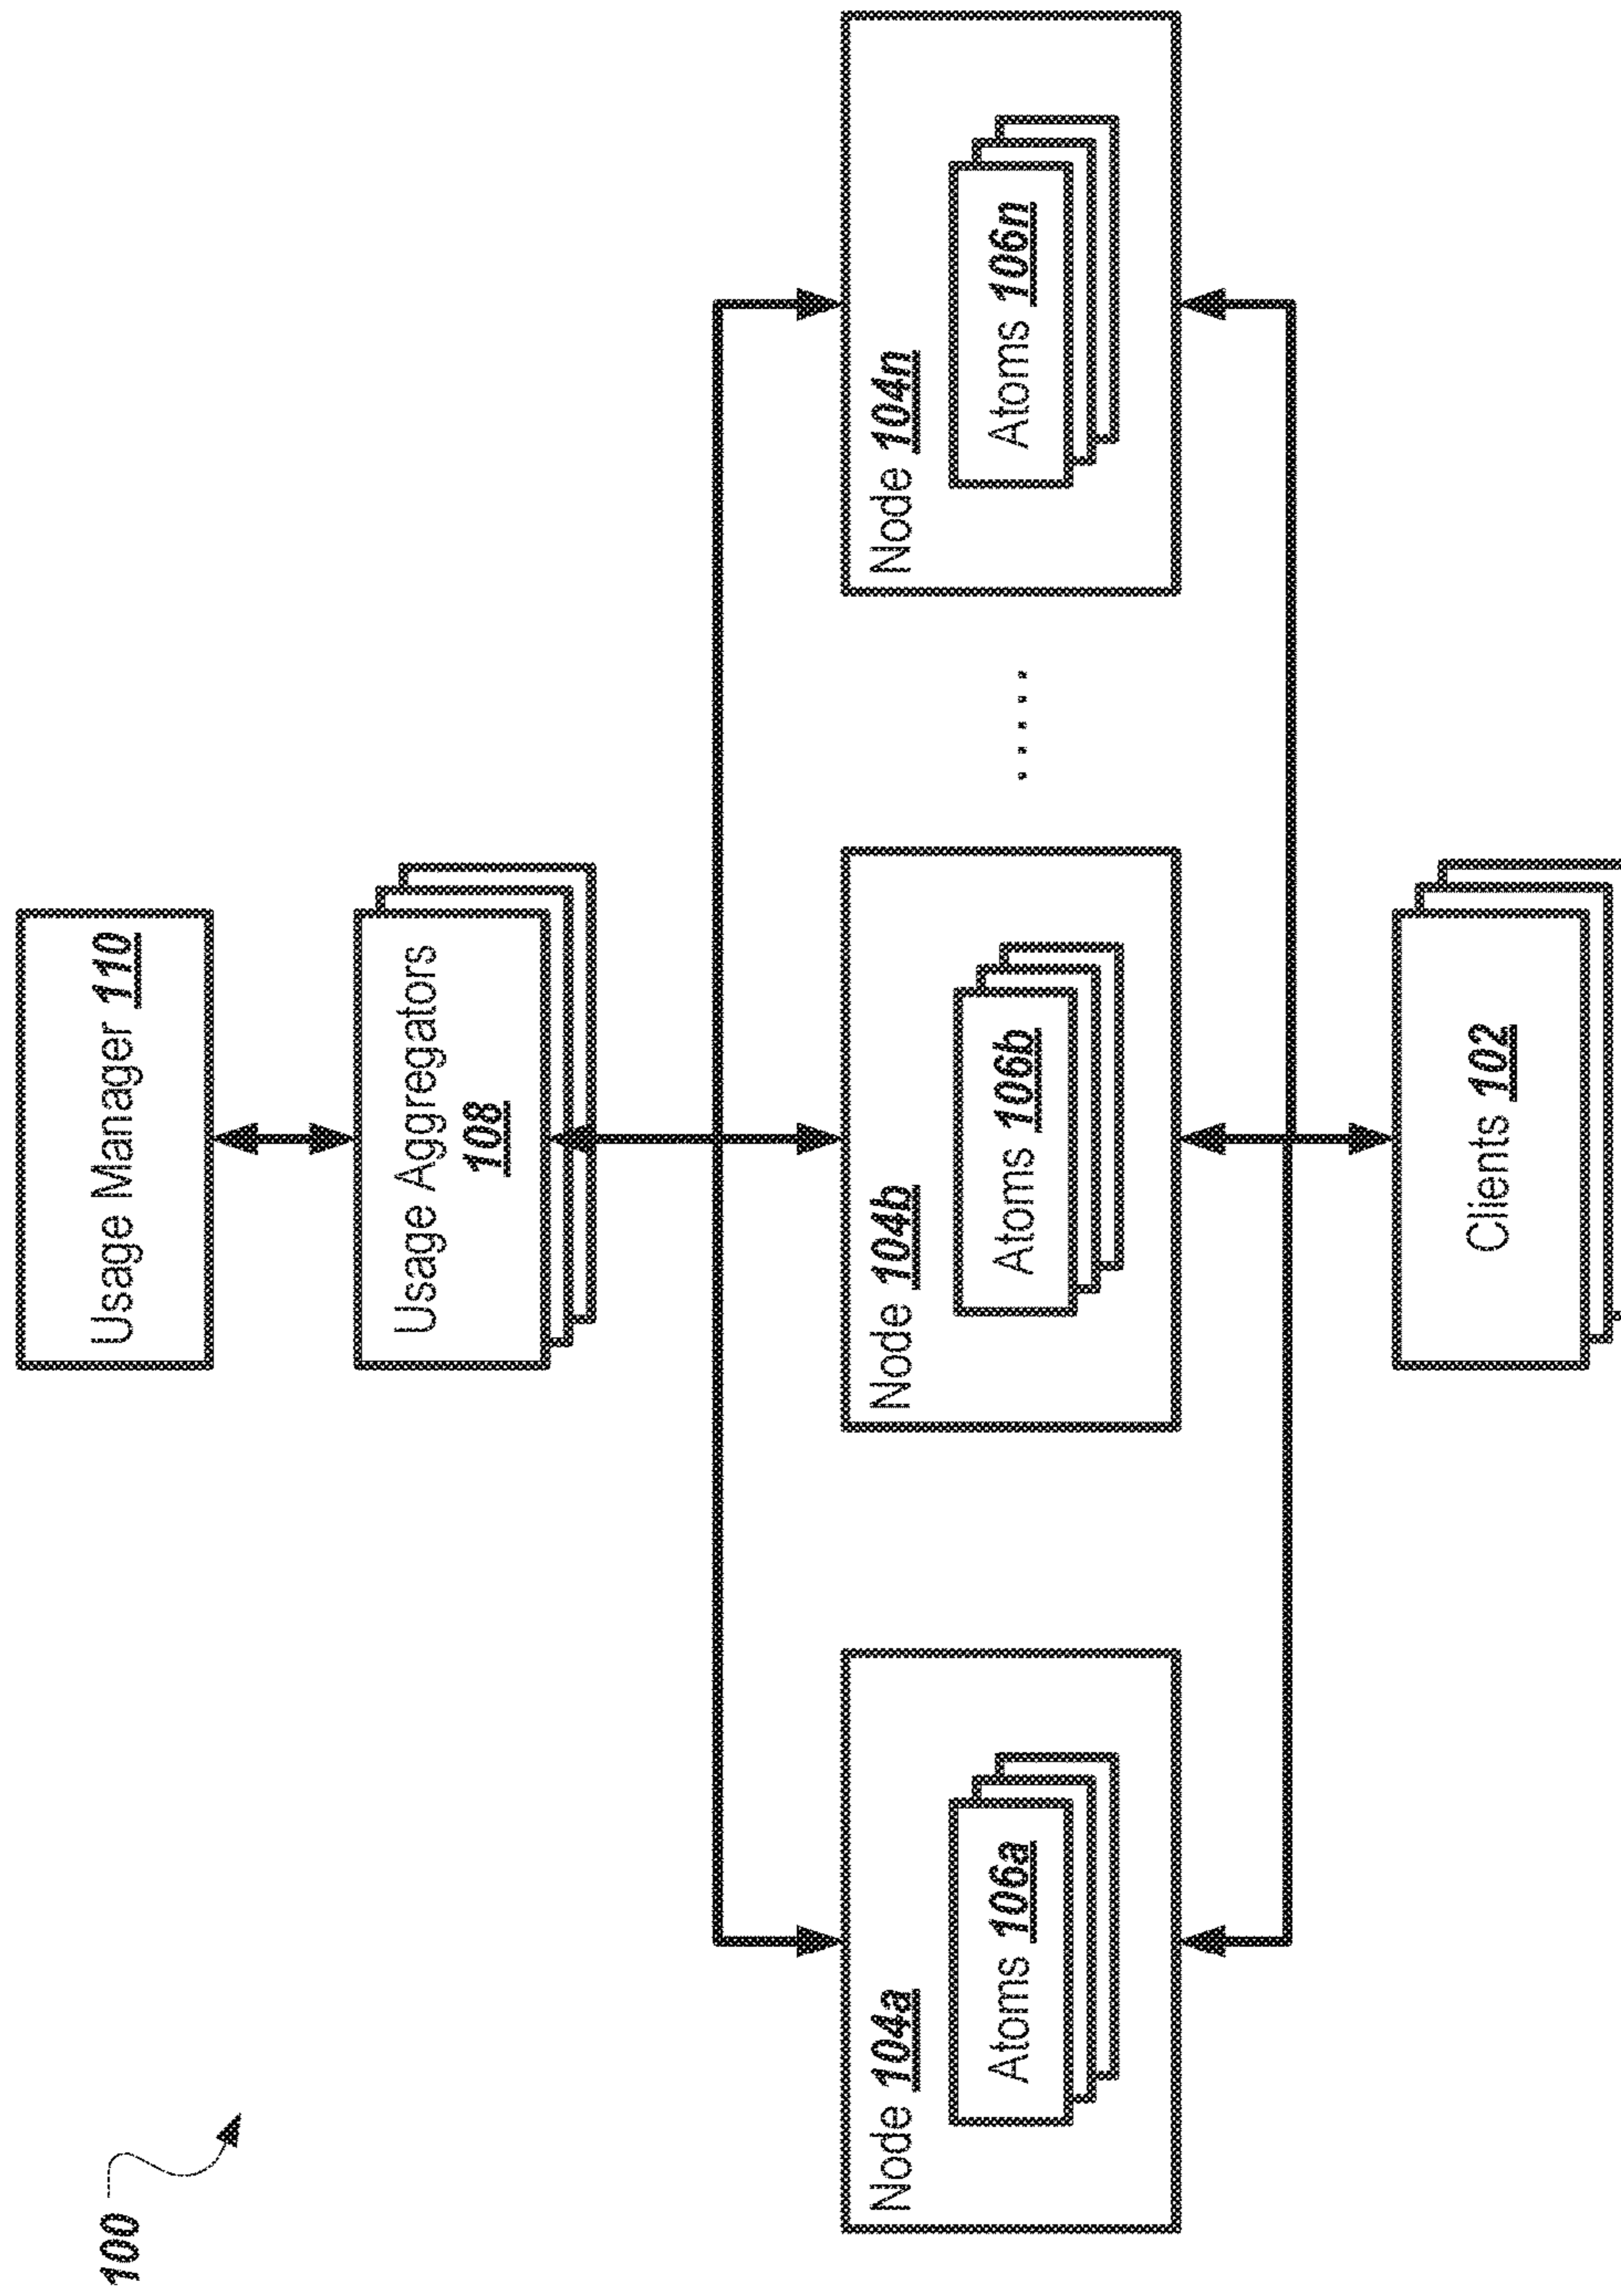 100
Usage Manager 110
Usage Aggregators
108
Node 104a
Atoms 106a
Node 104b
Atoms 106b
.....
Node 104n
Atoms 106n
Clients 102